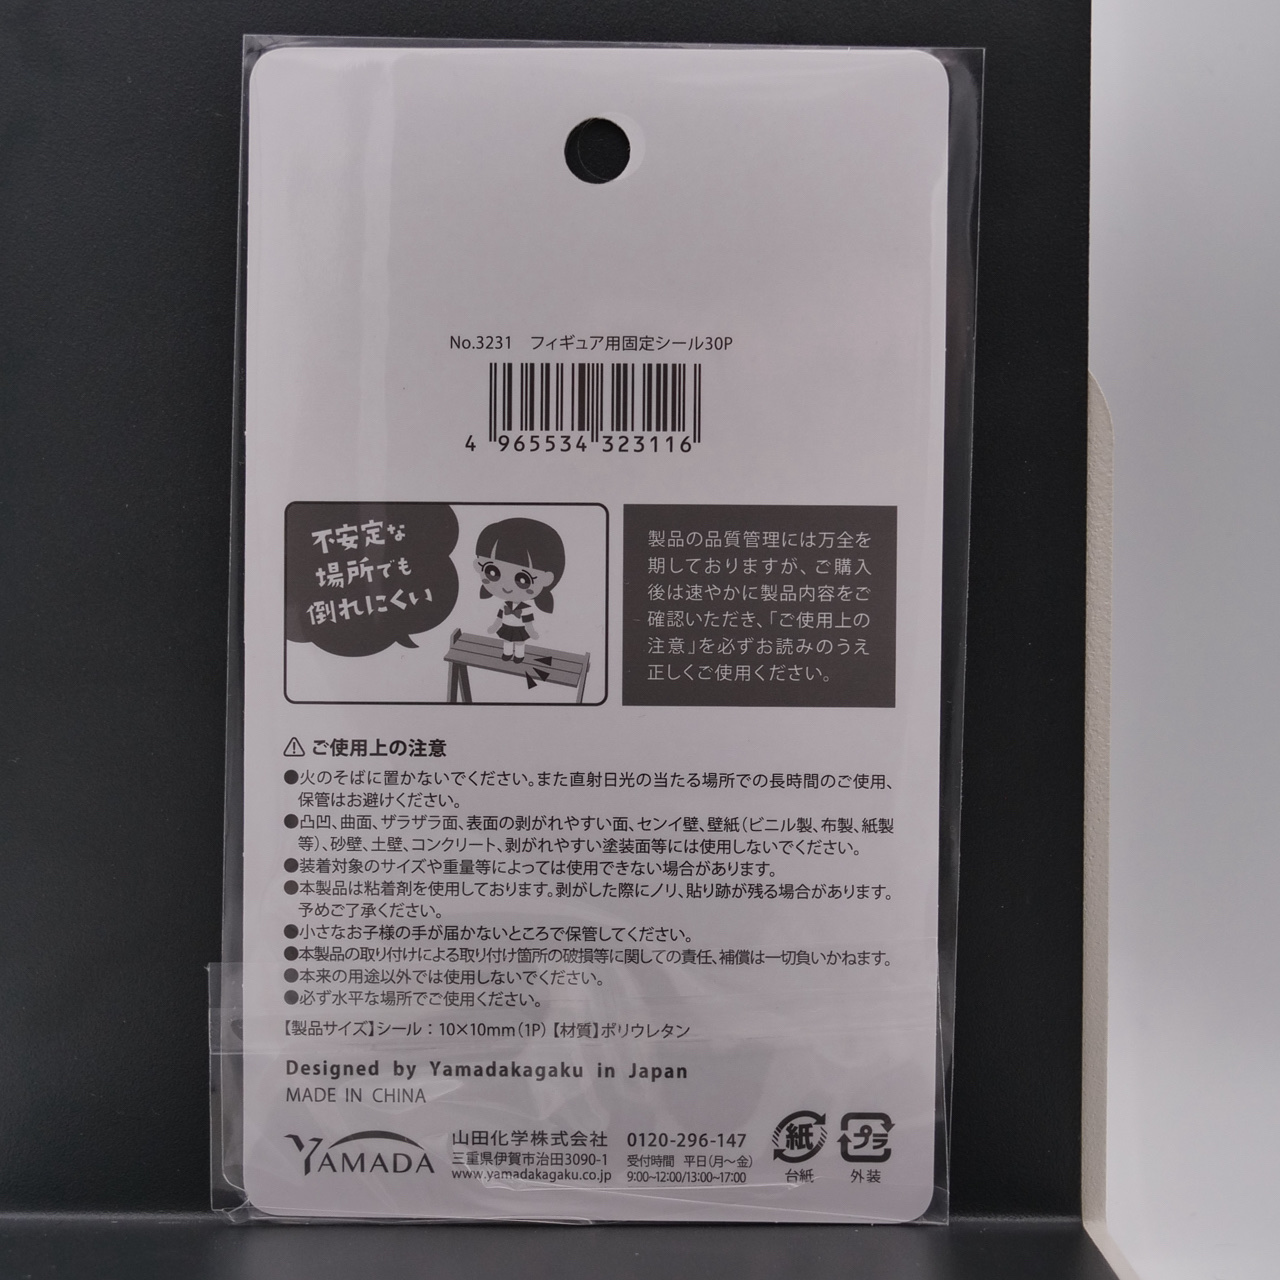 No.3231　フィギュア用固定シール30P
4 965534 323116
不安定な
場所でも
倒れにくい
製品の品質管理には万全を
期しておりますが、ご購入
後は速やかに製品内容をご
確認いただき、「ご使用上の
注意」を必ずお読みのうえ
正しくご使用ください。
⚠ ご使用上の注意
●火のそばに置かないでください。また直射日光の当たる場所での長時間のご使用、
保管はお避けください。
●凸凹、曲面、ザラザラ面、表面の剥がれやすい面、センイ壁、壁紙（ビニル製、布製、紙製
等）、砂壁、土壁、コンクリート、剥がれやすい塗装面等には使用しないでください。
●装着対象のサイズや重量等によっては使用できない場合があります。
●本製品は粘着剤を使用しております。剥がした際にノリ、貼り跡が残る場合があります。
予めご了承ください。
●小さなお子様の手が届かないところで保管してください。
●本製品の取り付けによる取り付け箇所の破損等に関しての責任、補償は一切負いかねます。
●本来の用途以外では使用しないでください。
●必ず水平な場所でご使用ください。
【製品サイズ】シール：10×10mm（1P）【材質】ポリウレタン
Designed by Yamadakagaku in Japan
MADE IN CHINA
YAMADA
山田化学株式会社
三重県伊賀市治田3090-1
www.yamadakagaku.co.jp
0120-296-147
受付時間　平日（月～金）
9:00~12:00/13:00~17:00
紙
台紙
プラ
外装